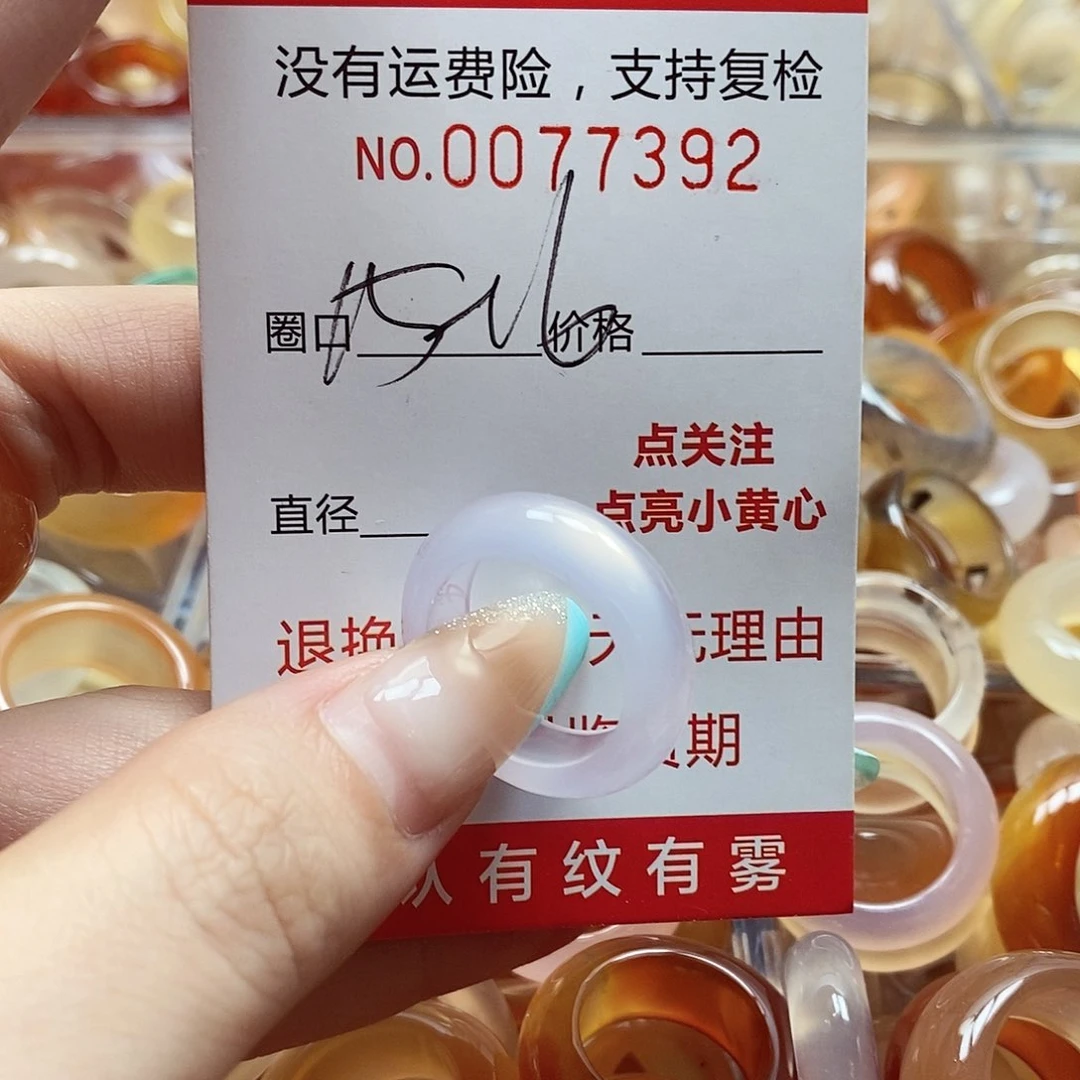 没有运费险，支持复检
NO.0077392
圈口 价格
点关注
直径 点亮小黄心
退换 无理由
期
有纹有雾